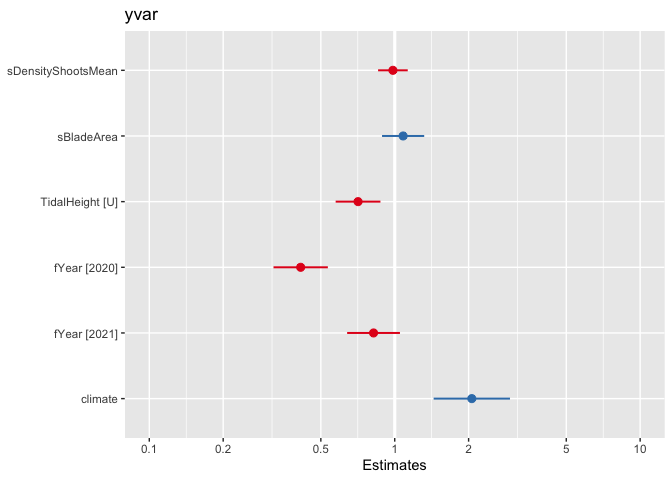 yvar
sDensityShootsMean
sBladeArea
TidalHeight [U]
fYear [2020]
fYear [2021]
climate
0.1 0.2 0.5 1 2 5 10
Estimates